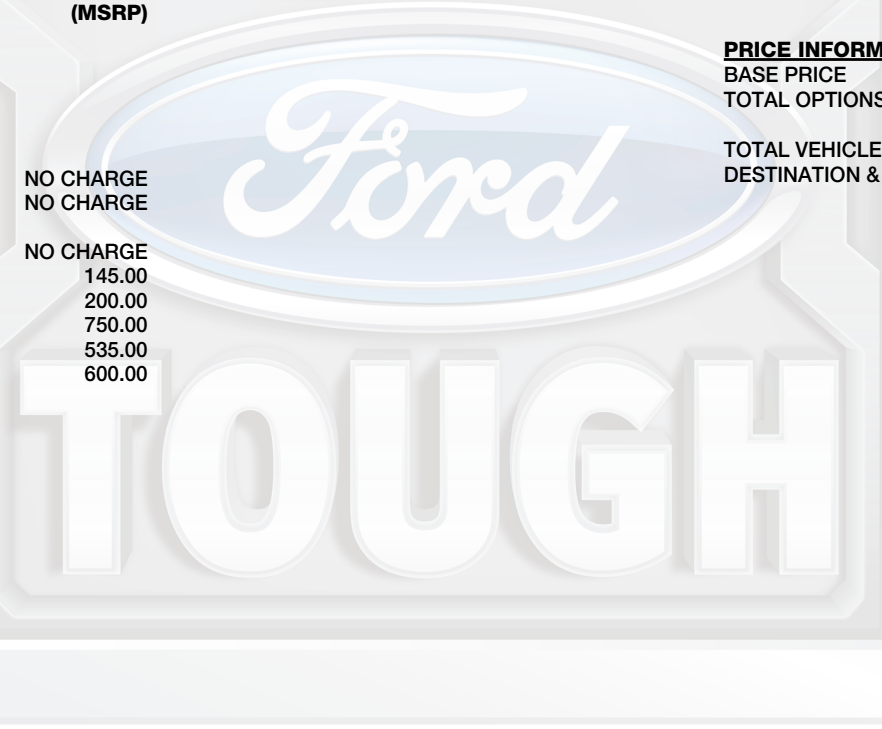 (MSRP)
NO CHARGE
NO CHARGE
NO CHARGE
145.00
200.00
750.00
535.00
600.00
PRICE INFORM
BASE PRICE
TOTAL OPTIONS
TOTAL VEHICLE
DESTINATION &
Ford
TOUGH